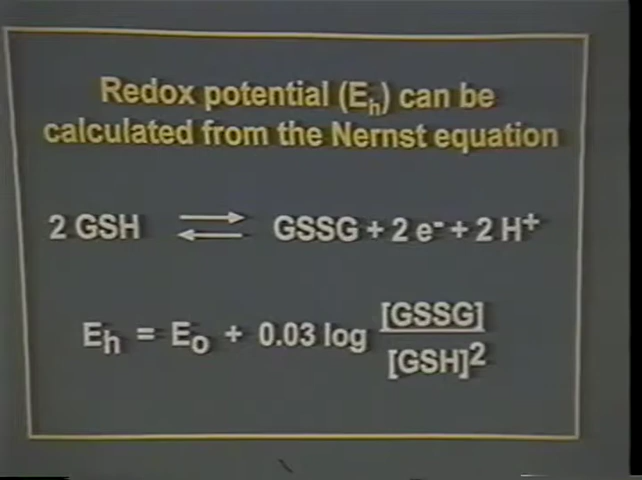 Redox potential (Eh) can be
calculated from the Nernst equation
2 GSH ⇌ GSSG + 2 e- + 2 H+
Eh = Eo + 0.03 log [GSSG]
[GSH]2